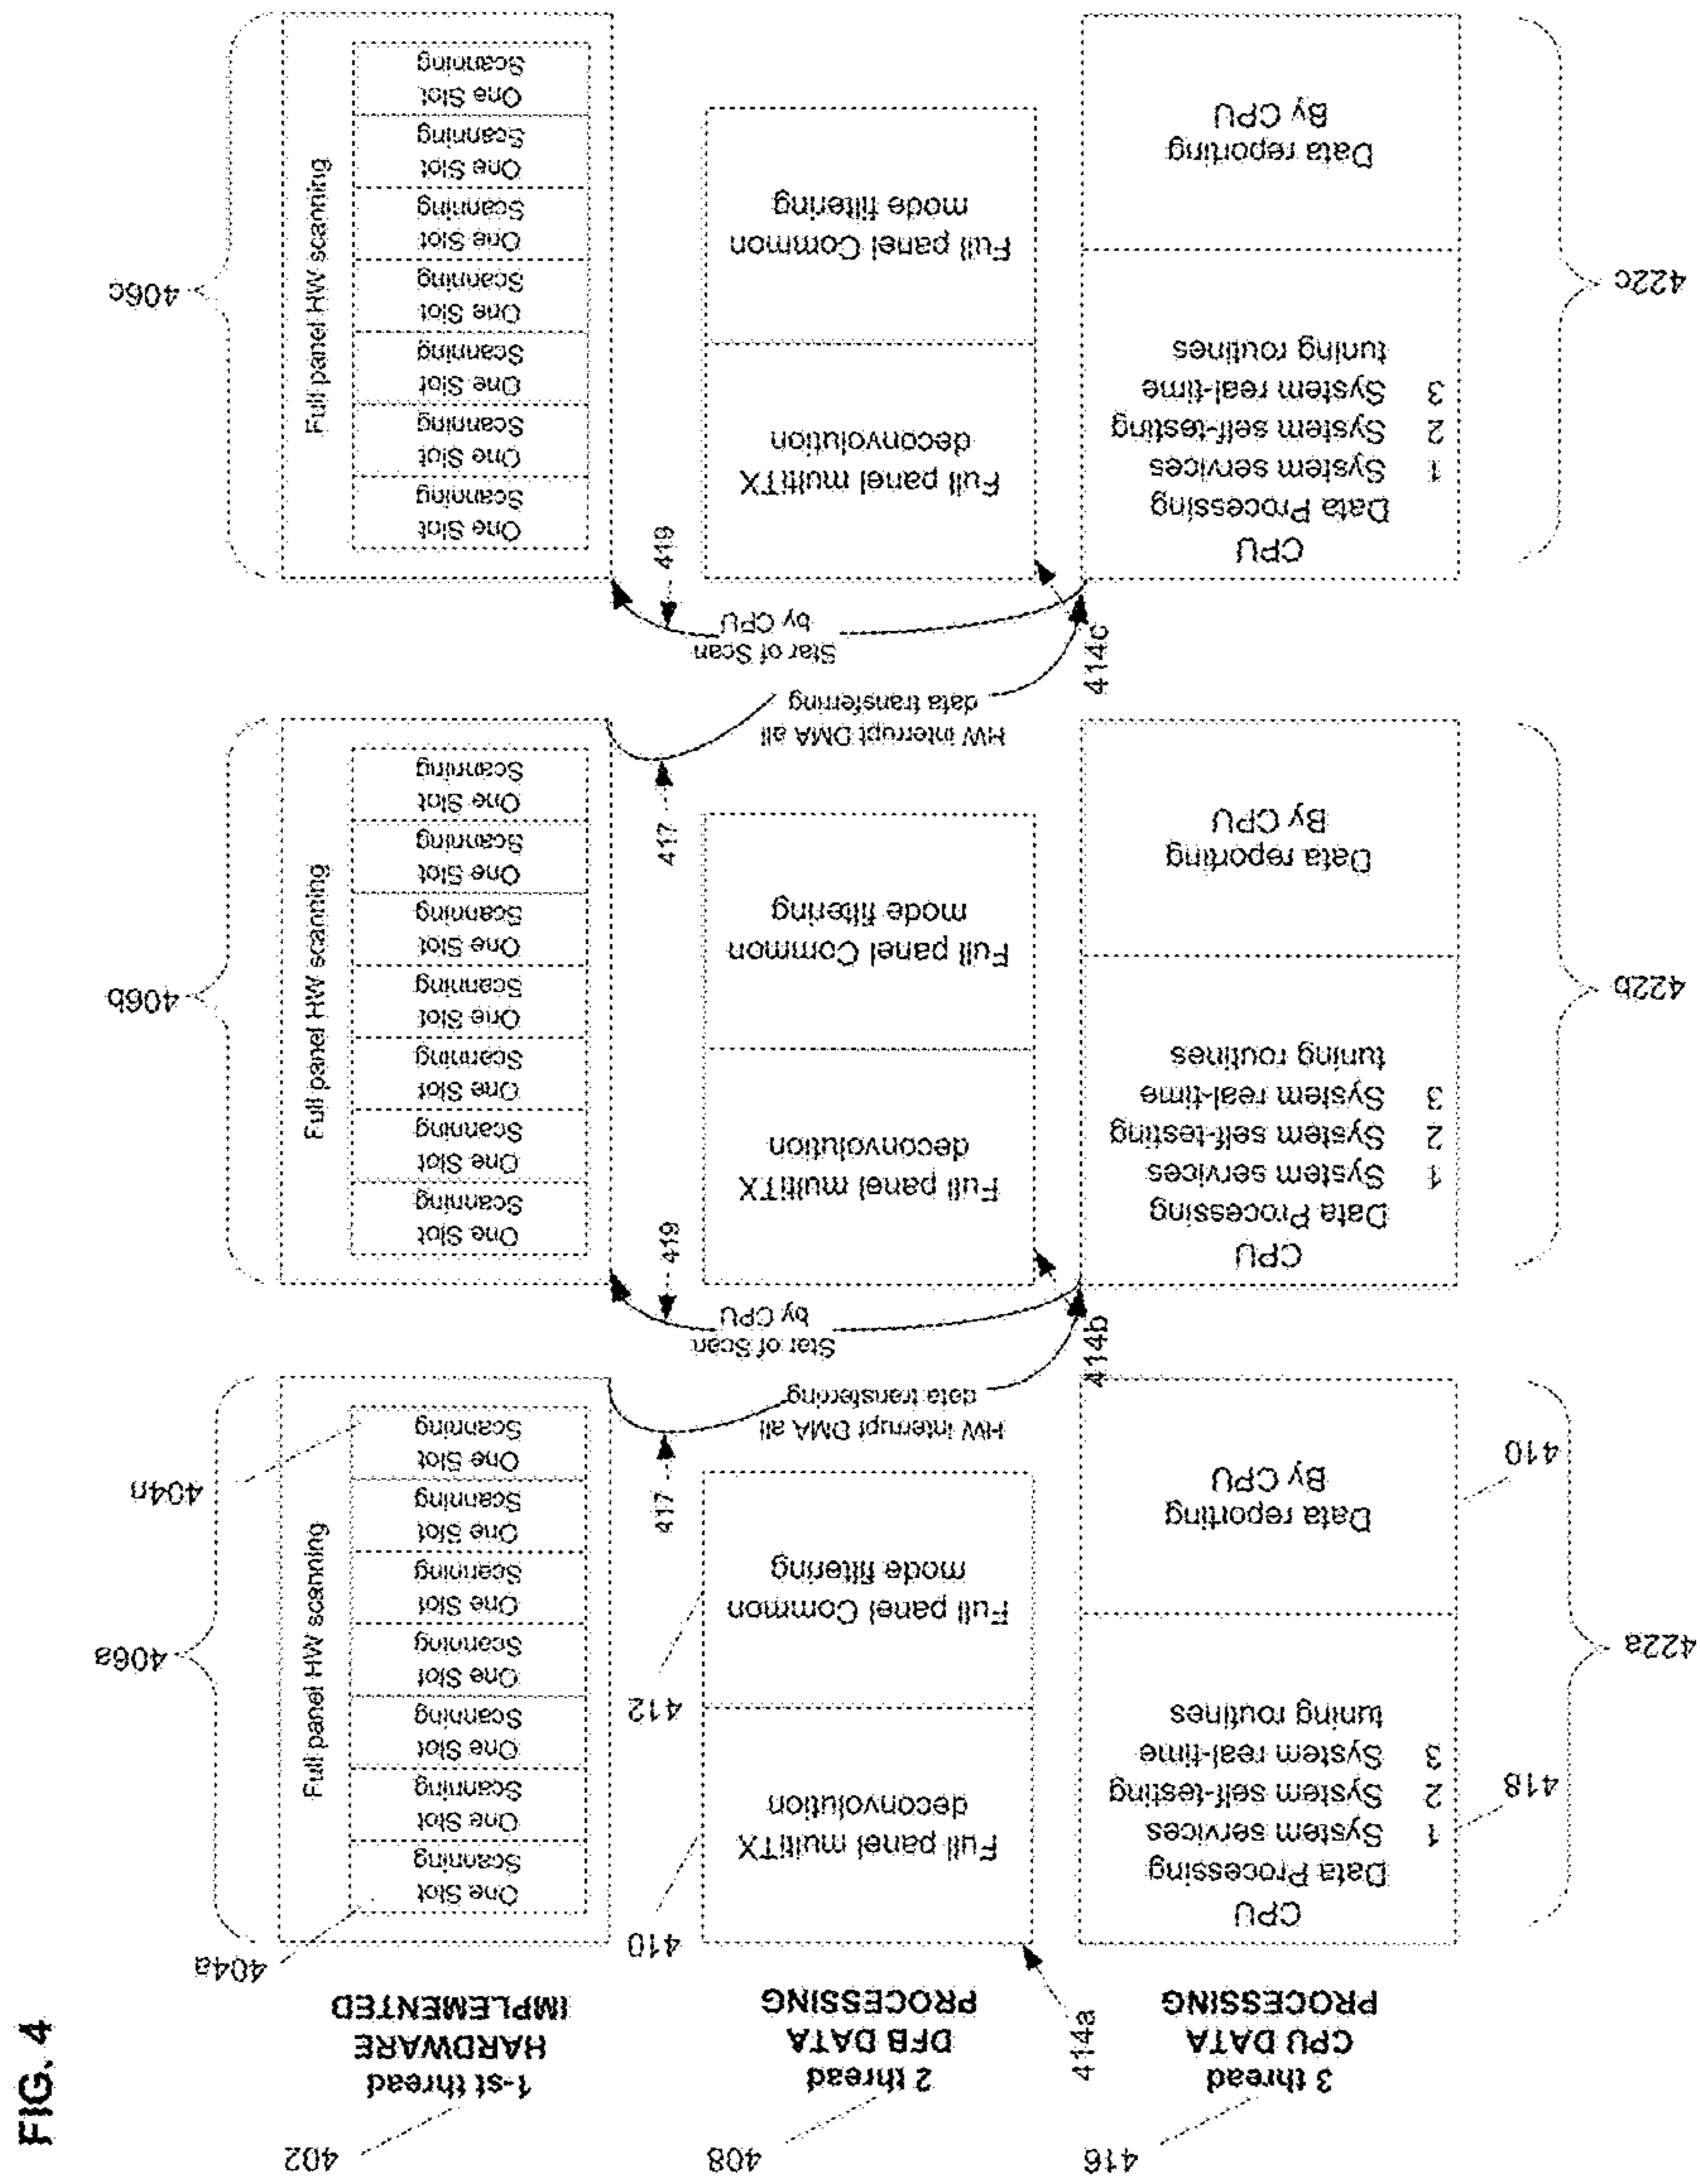 FIG. 4
416
3 thread
CPU DATA
PROCESSING
408
2 thread
DFB DATA
PROCESSING
402
1-st thread
HARDWARE
IMPLEMENTED
414a
422a
CPU
Data Processing
1 System services
2 System self-testing
3 System real-time
tuning routines
418
Data reporting
By CPU
410
410
Full panel multiTX
deconvolution
412
Full panel Common
mode filtering
404a
One Slot
Scanning
One Slot
Scanning
One Slot
Scanning
One Slot
Scanning
One Slot
Scanning
One Slot
Scanning
One Slot
Scanning
404n
Full panel HW scanning
406a
417
HW interrupt DMA all
data transferring
414b
Star of Scan
by CPU
419
422b
CPU
Data Processing
1 System services
2 System self-testing
3 System real-time
tuning routines
Data reporting
By CPU
Full panel multiTX
deconvolution
Full panel Common
mode filtering
One Slot
Scanning
One Slot
Scanning
One Slot
Scanning
One Slot
Scanning
One Slot
Scanning
One Slot
Scanning
One Slot
Scanning
Full panel HW scanning
406b
417
HW interrupt DMA all
data transferring
414c
Star of Scan
by CPU
419
422c
CPU
Data Processing
1 System services
2 System self-testing
3 System real-time
tuning routines
Data reporting
By CPU
Full panel multiTX
deconvolution
Full panel Common
mode filtering
One Slot
Scanning
One Slot
Scanning
One Slot
Scanning
One Slot
Scanning
One Slot
Scanning
One Slot
Scanning
One Slot
Scanning
Full panel HW scanning
406c